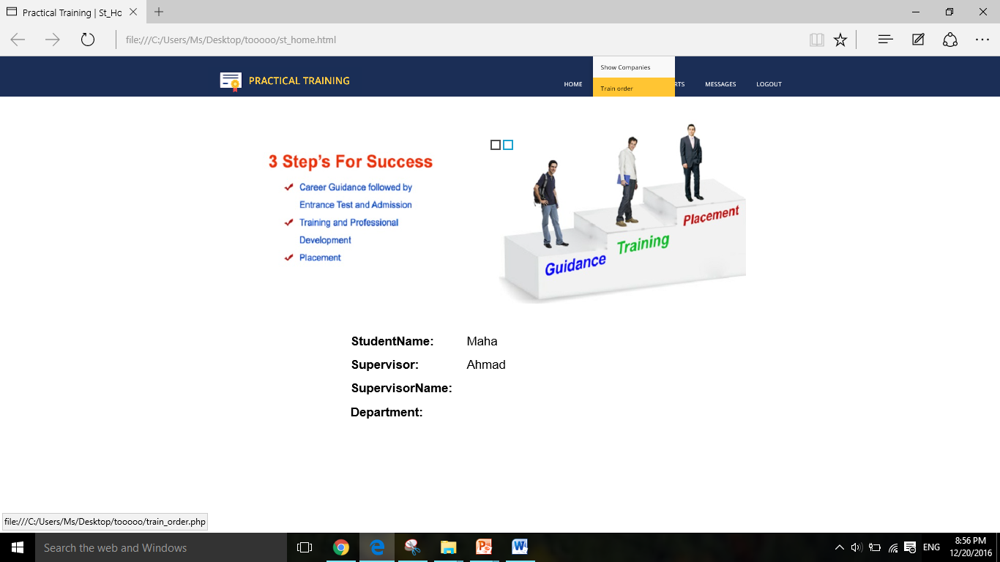 Practical Training | St_Ho
file:///C:/Users/Ms/Desktop/tooooo/st_home.html
PRACTICAL TRAINING
HOME
Show Companies
Train order
RTS
MESSAGES
LOGOUT
3 Step's For Success
Career Guidance followed by
Entrance Test and Admission
Training and Professional
Development
Placement
Guidance
Training
Placement
StudentName: Maha
Supervisor: Ahmad
SupervisorName:
Department:
file:///C:/Users/Ms/Desktop/tooooo/train_order.php
Search the web and Windows
ENG
8:56 PM
12/20/2016